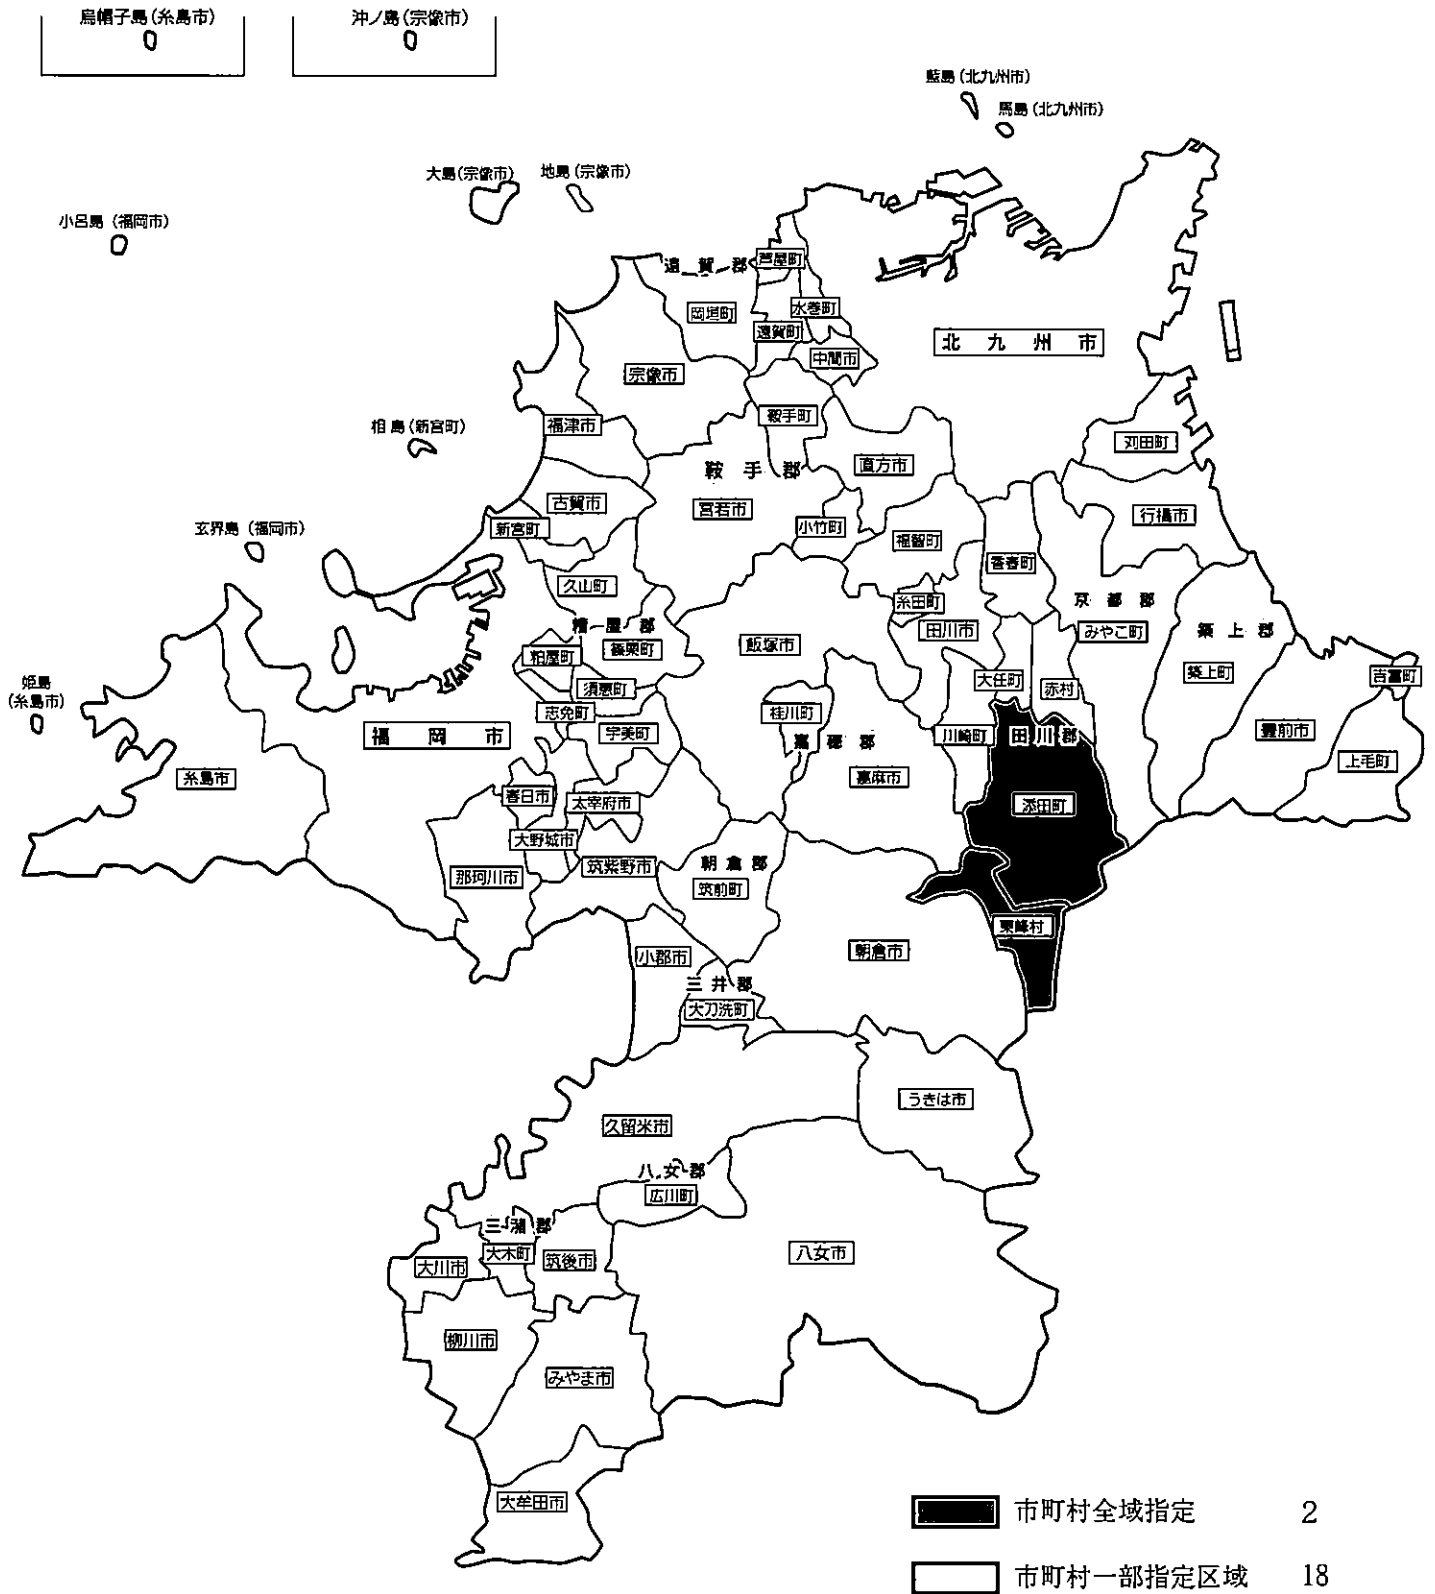 烏帽子島(糸島市)
沖ノ島(宗像市)
藍島(北九州市)
馬島(北九州市)
大島(宗像市)
地島(宗像市)
小呂島(福岡市)
遠賀郡
芦屋町
岡垣町
水巻町
遠賀町
北九州市
中間市
宗像市
鞍手町
福津市
相島(新宮町)
苅田町
直方市
鞍手郡
古賀市
宮若市
行橋市
新宮町
小竹町
玄界島(福岡市)
福智町
香春町
久山町
京都郡
糸田町
糟屋郡
田川市
みやこ町
築上郡
飯塚市
篠栗町
粕屋町
築上町
吉富町
大任町
須恵町
赤村
姫島
(糸島市)
志免町
桂川町
宇美町
福岡市
川崎町
田川郡
豊前市
嘉穂郡
上毛町
糸島市
嘉麻市
春日市
太宰府市
添田町
大野城市
筑紫野市
朝倉郡
那珂川市
筑前町
東峰村
朝倉市
小郡市
三井郡
大刀洗町
うきは市
久留米市
八女郡
広川町
三潴郡
大木町
八女市
筑後市
大川市
柳川市
みやま市
大牟田市
市町村全域指定 2
市町村一部指定区域 18